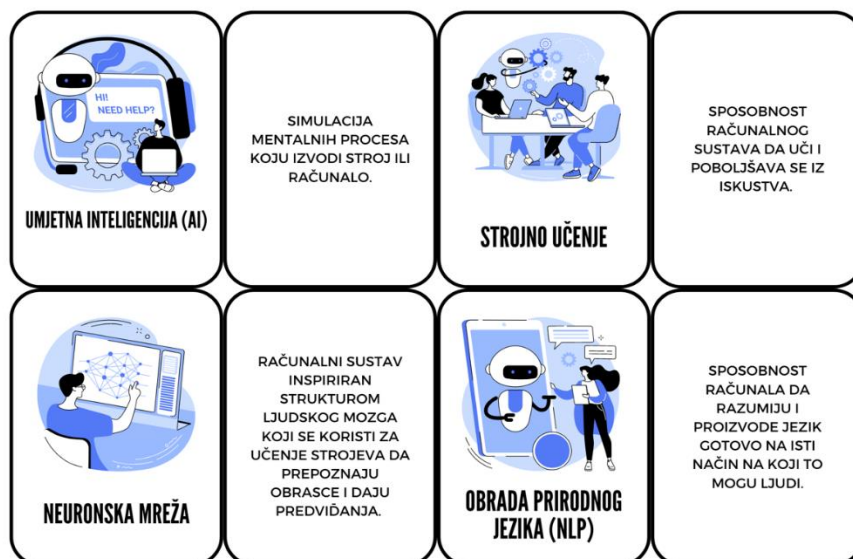 HI!
NEED HELP?
UMJETNA INTELIGENCIJA (AI)
SIMULACIJA
MENTALNIH PROCESA
KOJU IZVODI STROJ ILI
RAČUNALO.
STROJNO UČENJE
SPOSOBNOST
RAČUNALNOG
SUSTAVA DA UČI I
POBOLJŠAVA SE IZ
ISKUSTVA.
NEURONSKA MREŽA
RAČUNALNI SUSTAV
INSPIRIRAN
STRUKTUROM
LJUDSKOG MOZGA
KOJI SE KORISTI ZA
UČENJE STROJEVA DA
PREPOZNAJU
OBRASCE I DAJU
PREDVIĐANJA.
OBRADA PRIRODNOG
JEZIKA (NLP)
SPOSOBNOST
RAČUNALA DA
RAZUMIJU I
PROIZVODE JEZIK
GOTOVO NA ISTI
NAČIN NA KOJI TO
MOGU LJUDI.